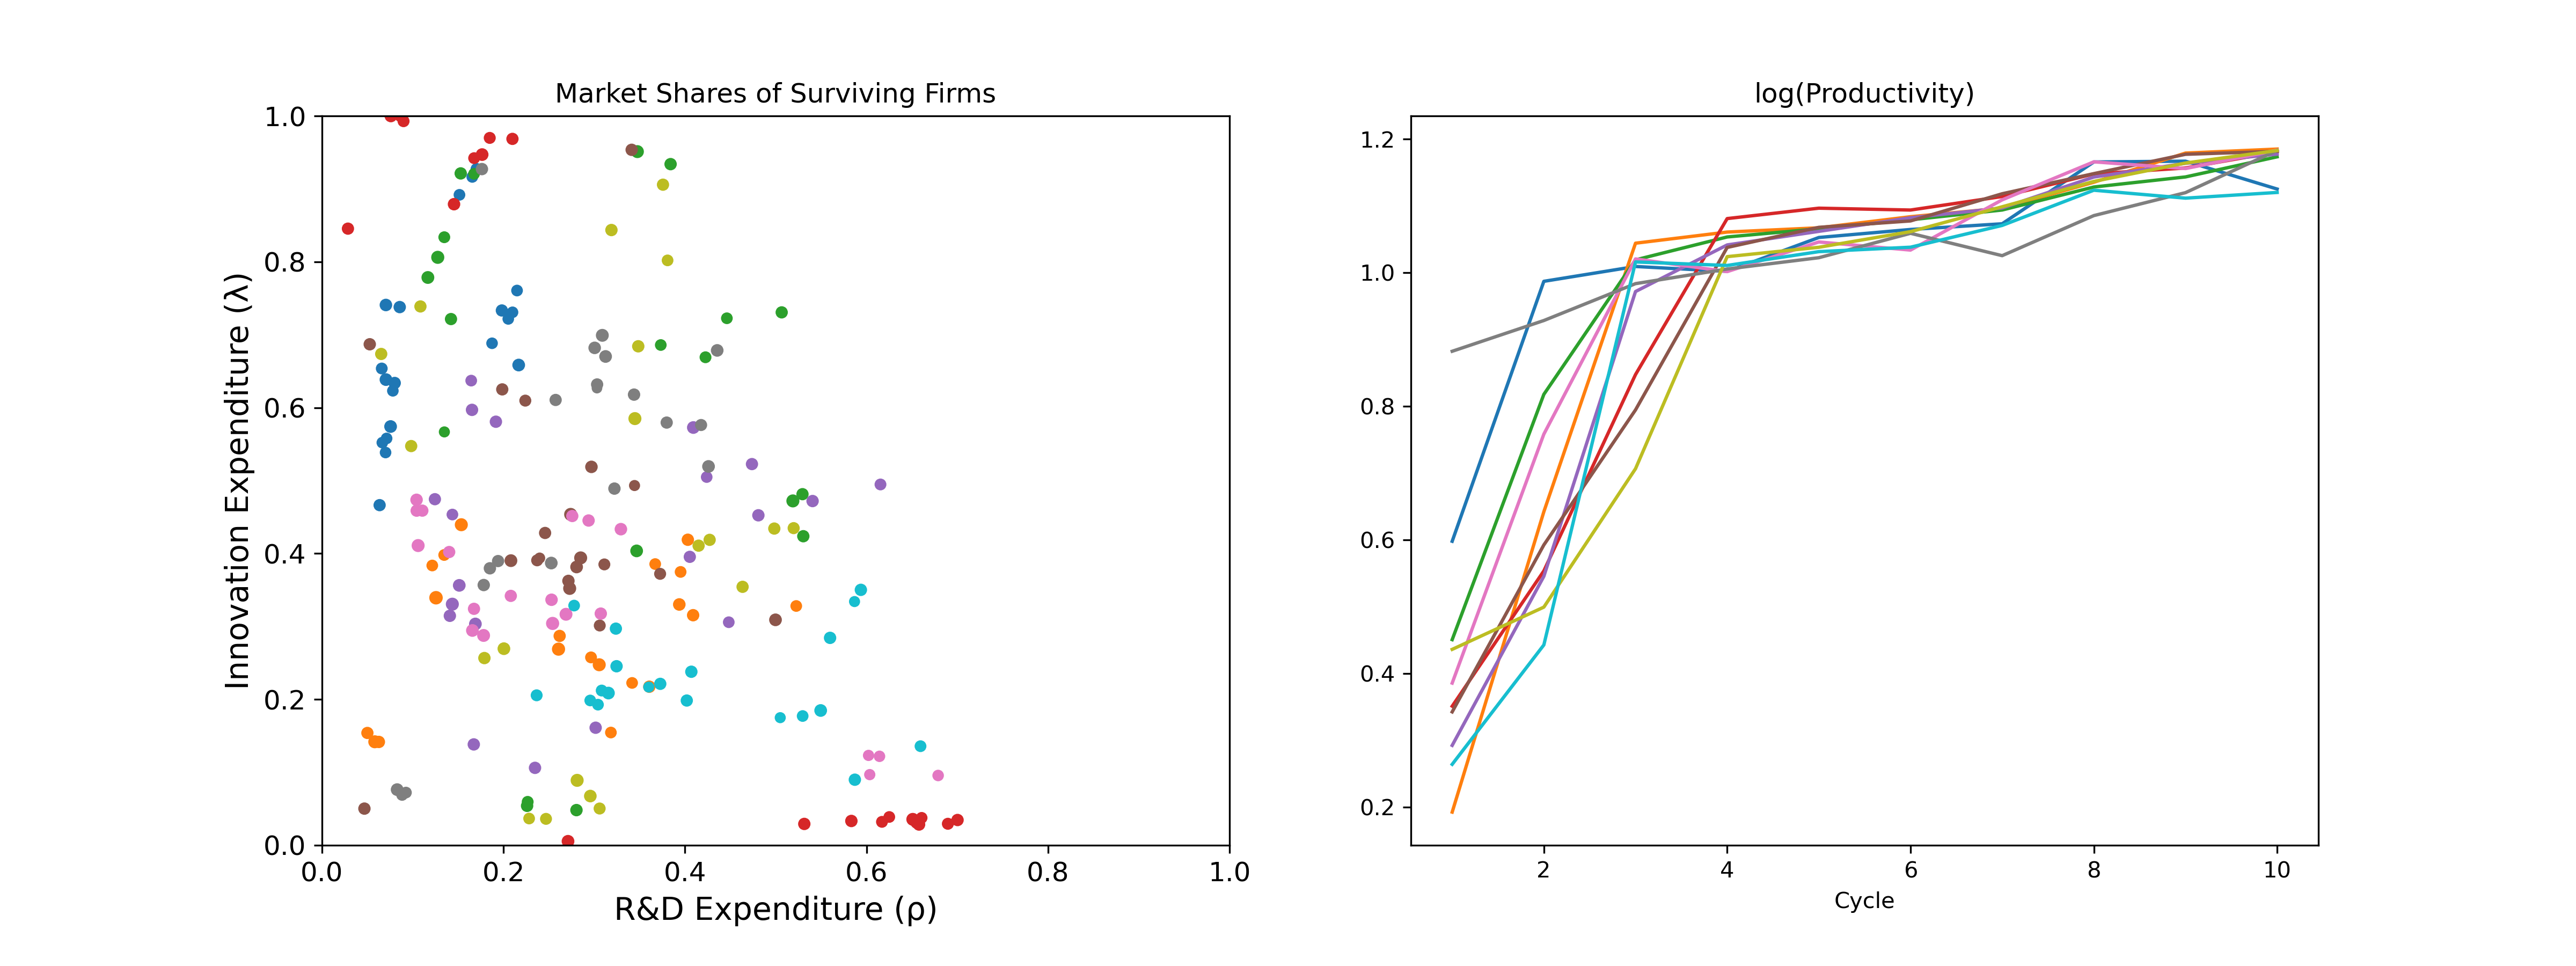 Market Shares of Surviving Firms
1.0
0.8
0.6
0.4
0.2
0.0
Innovation Expenditure (λ)
0.0 0.2 0.4 0.6 0.8 1.0
R&D Expenditure (ρ)
log(Productivity)
1.2
1.0
0.8
0.6
0.4
0.2
2 4 6 8 10
Cycle